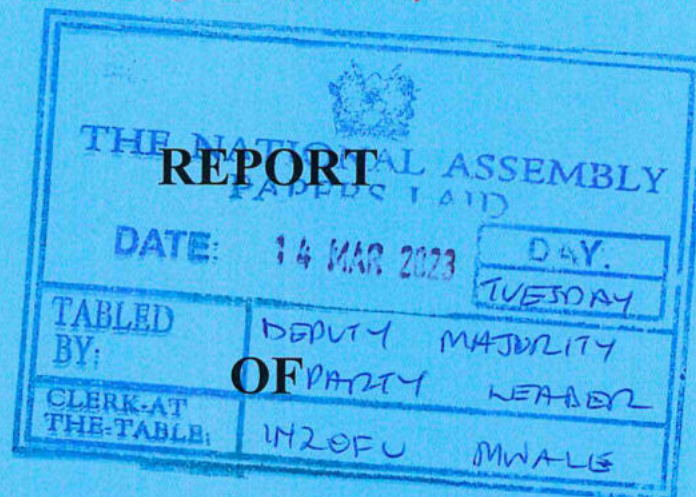 THE NATIONAL ASSEMBLY
REPORT
PAPERS LAID
DATE: 14 MAR 2023 DAY.
TUESDAY
TABLED BY: DEPUTY MAJORITY
OF
PARTY LEADER
CLERK-AT
THE-TABLE: INZOFU MWALE